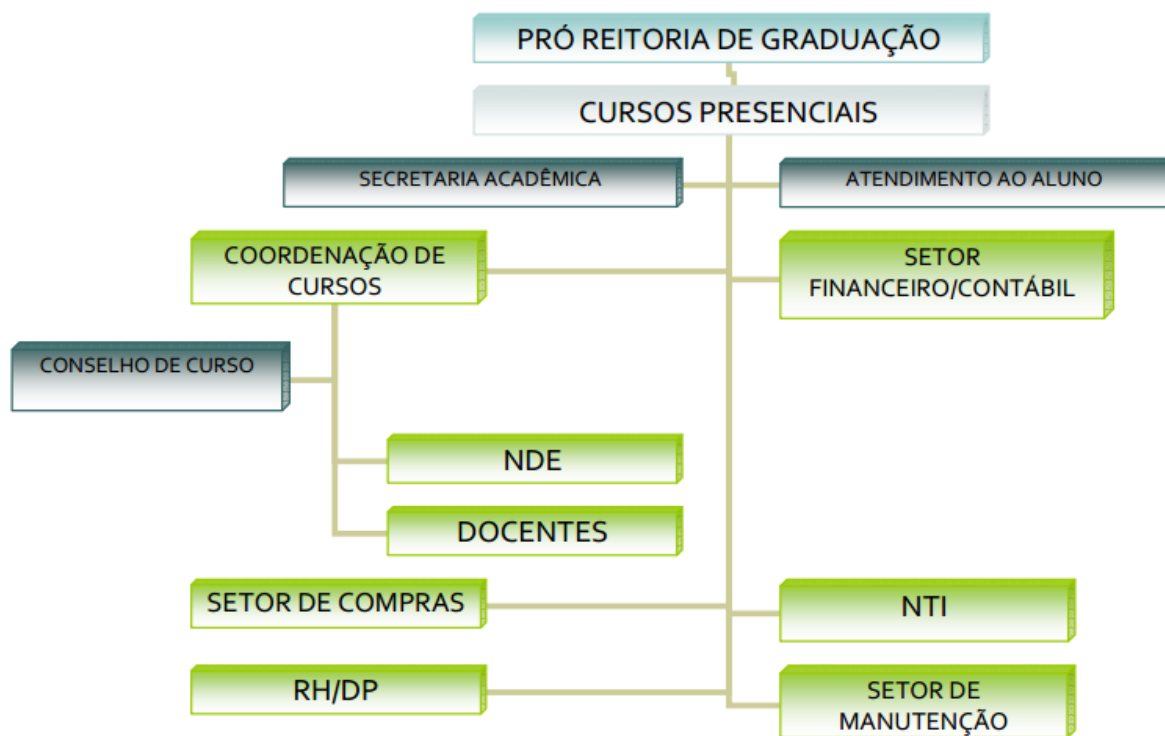 PRÓ REITORIA DE GRADUAÇÃO
CURSOS PRESENCIAIS
SECRETARIA ACADÊMICA
ATENDIMENTO AO ALUNO
COORDENAÇÃO DE
CURSOS
SETOR
FINANCEIRO/CONTÁBIL
CONSELHO DE CURSO
NDE
DOCENTES
SETOR DE COMPRAS
NTI
RH/DP
SETOR DE
MANUTENÇÃO